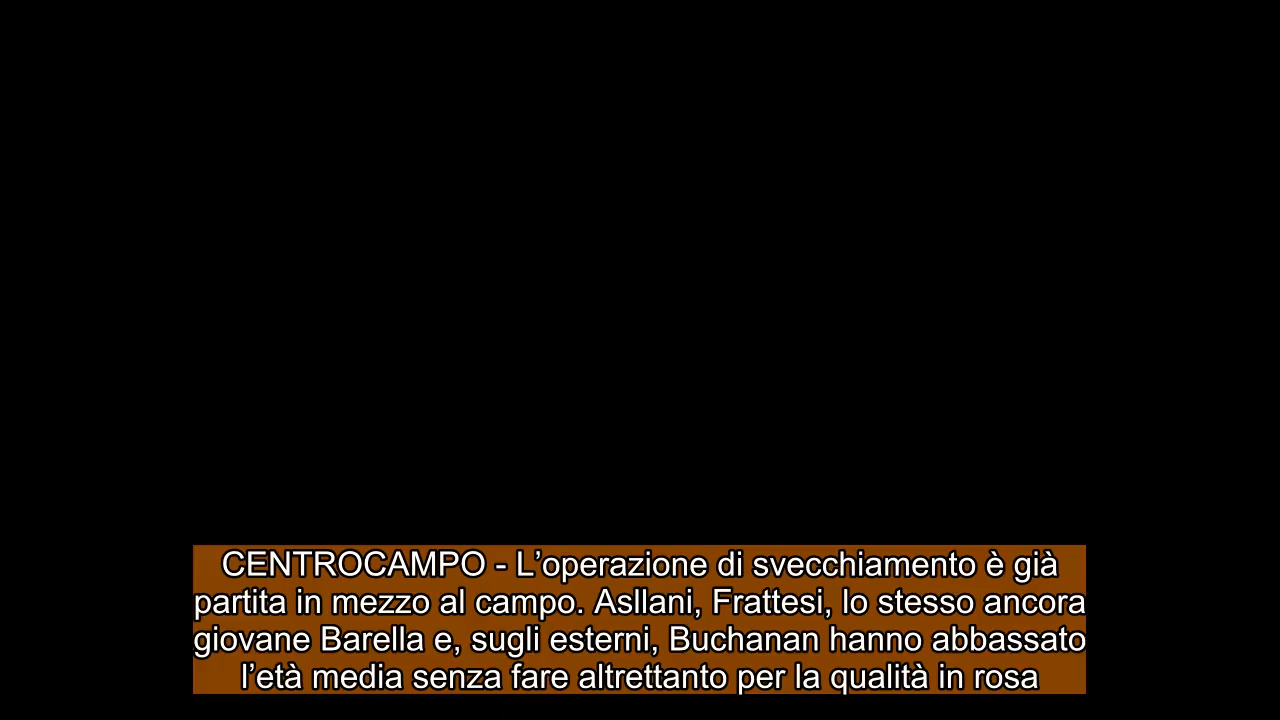 CENTROCAMPO - L’operazione di svecchiamento è già
partita in mezzo al campo. Asllani, Frattesi, lo stesso ancora
giovane Barella e, sugli esterni, Buchanan hanno abbassato
l’età media senza fare altrettanto per la qualità in rosa